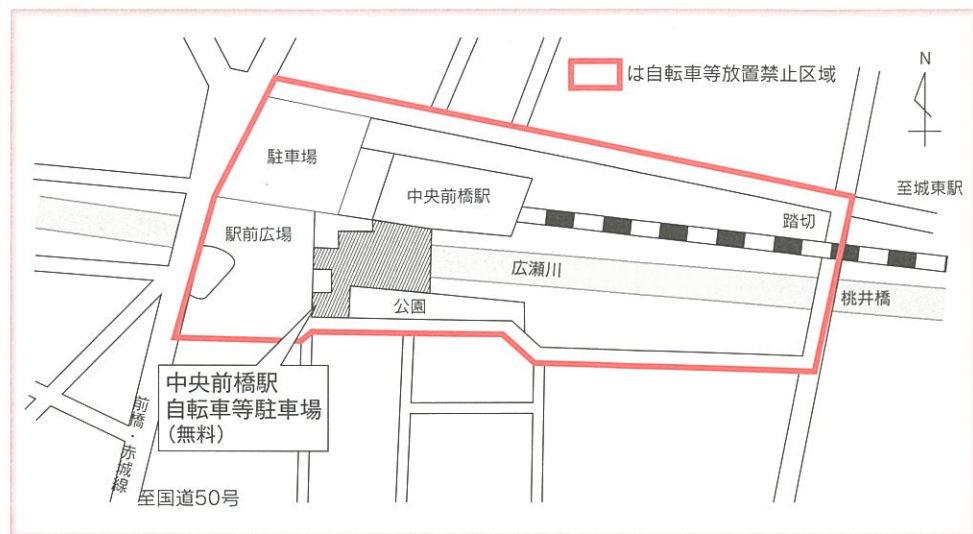 は自転車等放置禁止区域
N
駐車場
中央前橋駅
至城東駅
踏切
駅前広場
広瀬川
桃井橋
公園
中央前橋駅
自転車等駐車場
(無料)
前橋・赤城線
至国道50号